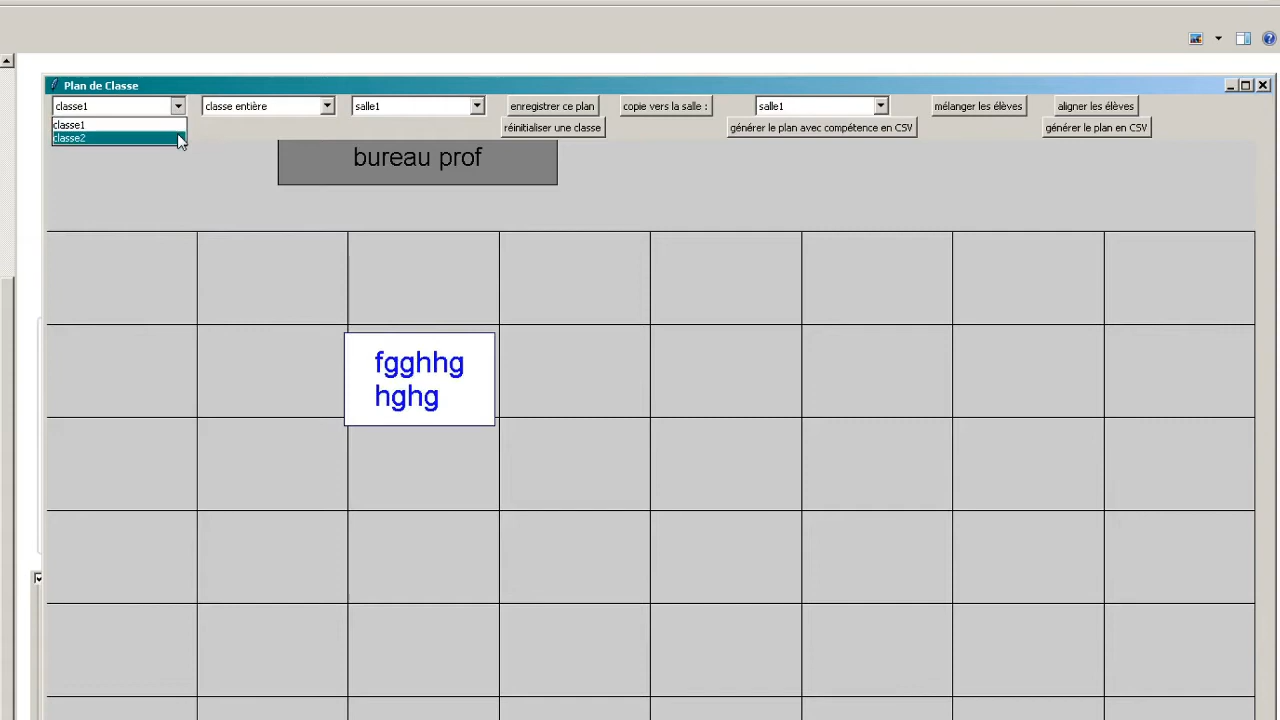 Plan de Classe
classe1 classe entière salle1 enregistrer ce plan copie vers la salle : salle1 mélanger les élèves aligner les élèves
classe1 réinitialiser une classe générer le plan avec compétence en CSV générer le plan en CSV
classe2
bureau prof
fgghhg
hghg